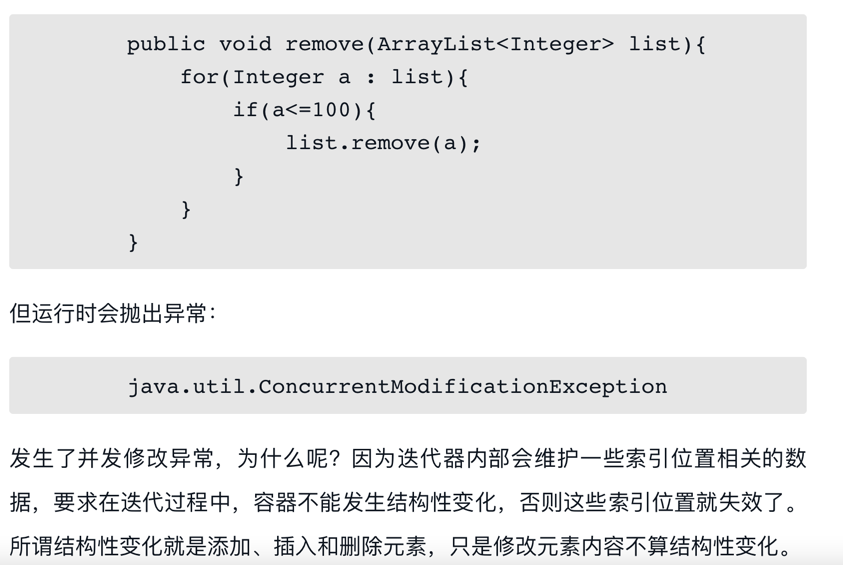 public void remove(ArrayList<Integer> list){
for(Integer a : list){
if(a<=100){
list.remove(a);
}
}
}
但运行时会抛出异常：
java.util.ConcurrentModificationException
发生了并发修改异常，为什么呢？因为迭代器内部会维护一些索引位置相关的数
据，要求在迭代过程中，容器不能发生结构性变化，否则这些索引位置就失效了。
所谓结构性变化就是添加、插入和删除元素，只是修改元素内容不算结构性变化。